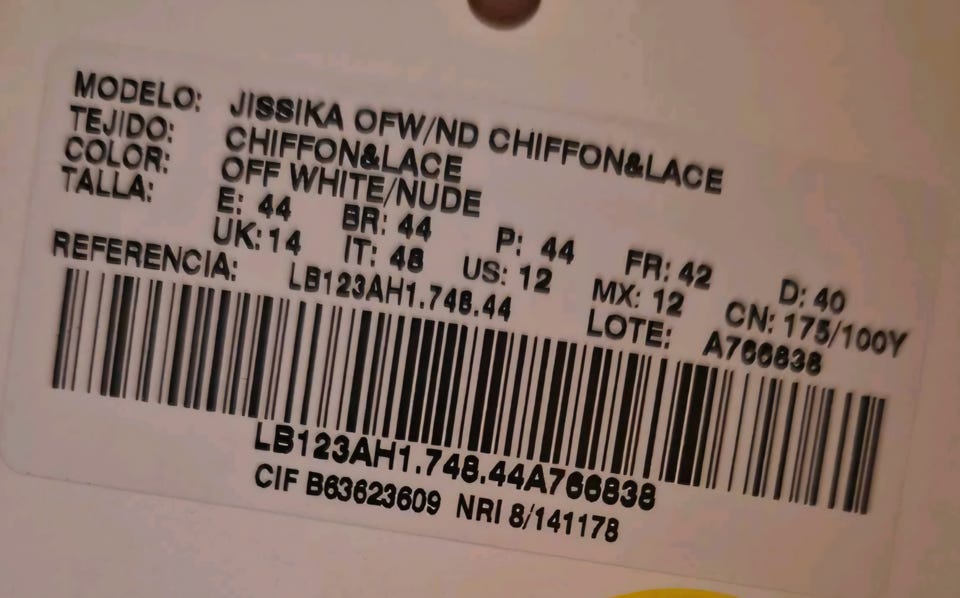 MODELO: JISSIKA OFW/ND CHIFFON&LACE
TEJIDO: CHIFFON&LACE
COLOR: OFF WHITE/NUDE
TALLA: E: 44 BR: 44 P: 44 FR: 42 D: 40
UK: 14 IT: 48 US: 12 MX: 12 CN: 175/100Y
REFERENCIA: LB123AH1.748.44 LOTE: A766838
LB123AH1.748.44A766838
CIF B63623609 NRI 8/141178